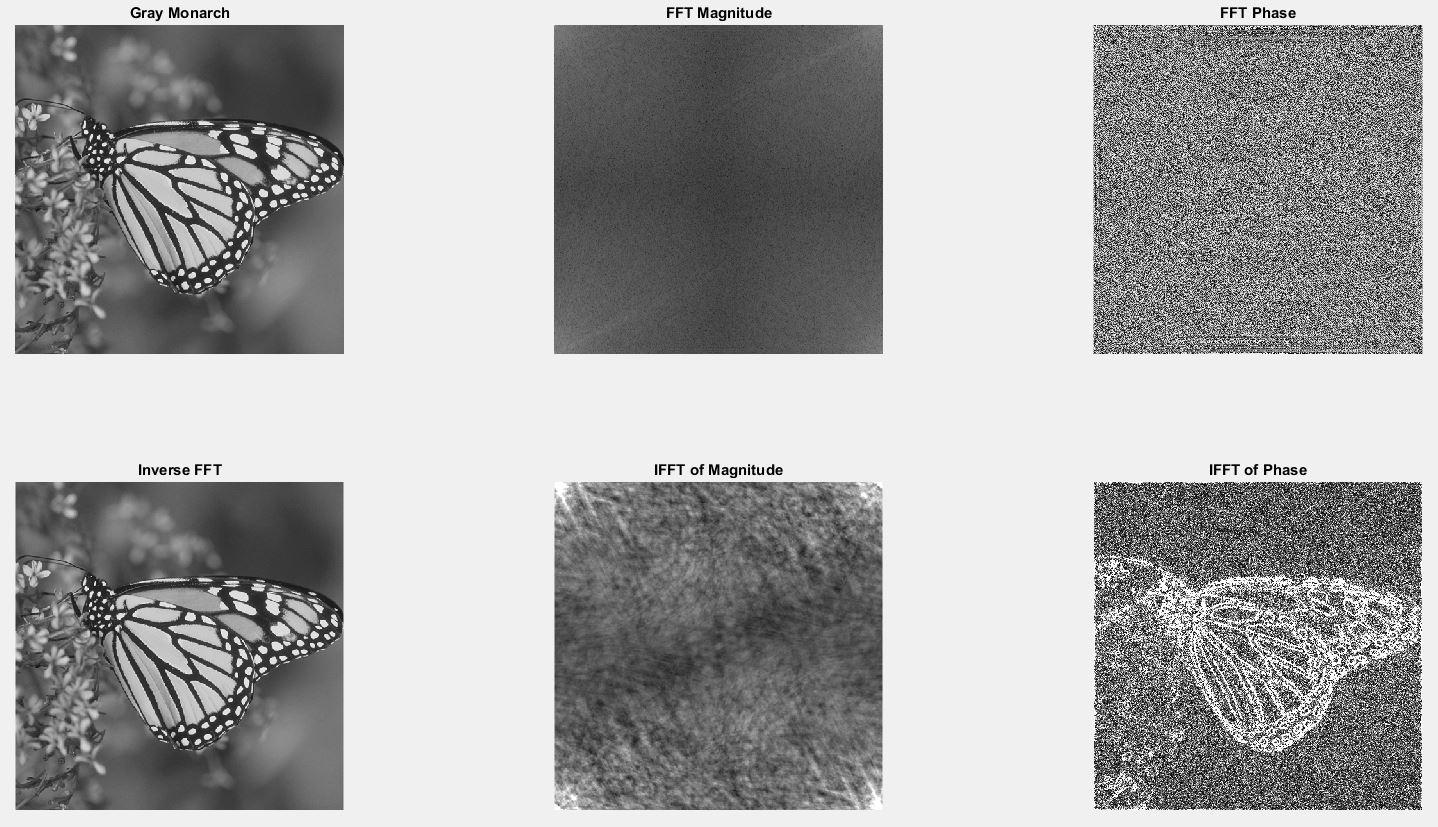 Gray Monarch
FFT Magnitude
FFT Phase
Inverse FFT
IFFT of Magnitude
IFFT of Phase